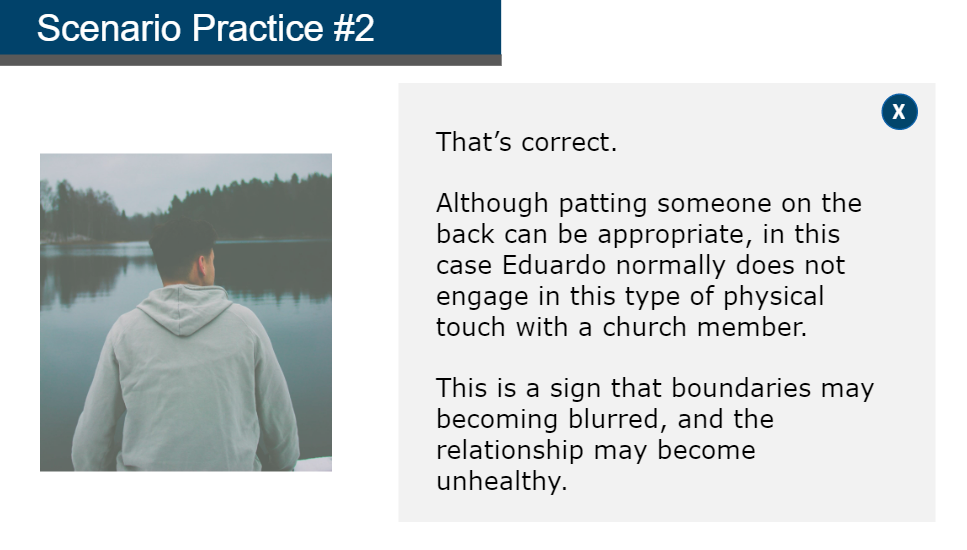 Scenario Practice #2
X
That’s correct.
Although patting someone on the
back can be appropriate, in this
case Eduardo normally does not
engage in this type of physical
touch with a church member.
This is a sign that boundaries may
becoming blurred, and the
relationship may become
unhealthy.